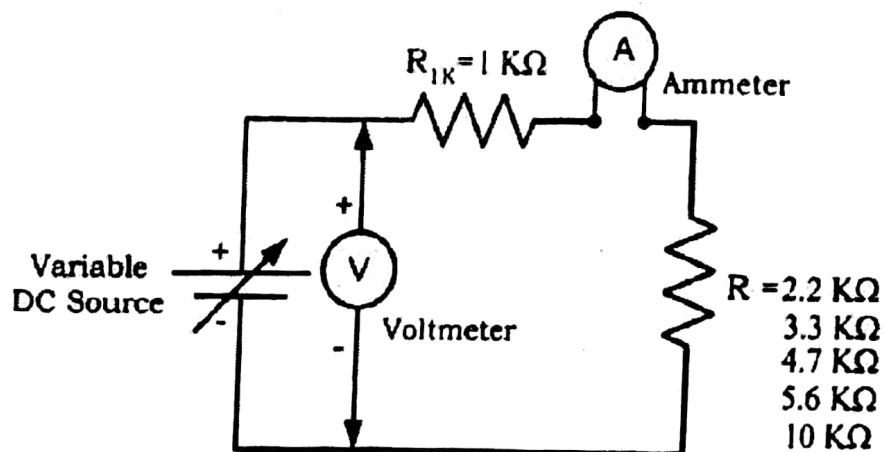 R1K=1 KΩ
A
Ammeter
+
+
Variable
DC Source
-
V
Voltmeter
-
R = 2.2 KΩ
3.3 KΩ
4.7 KΩ
5.6 KΩ
10 KΩ